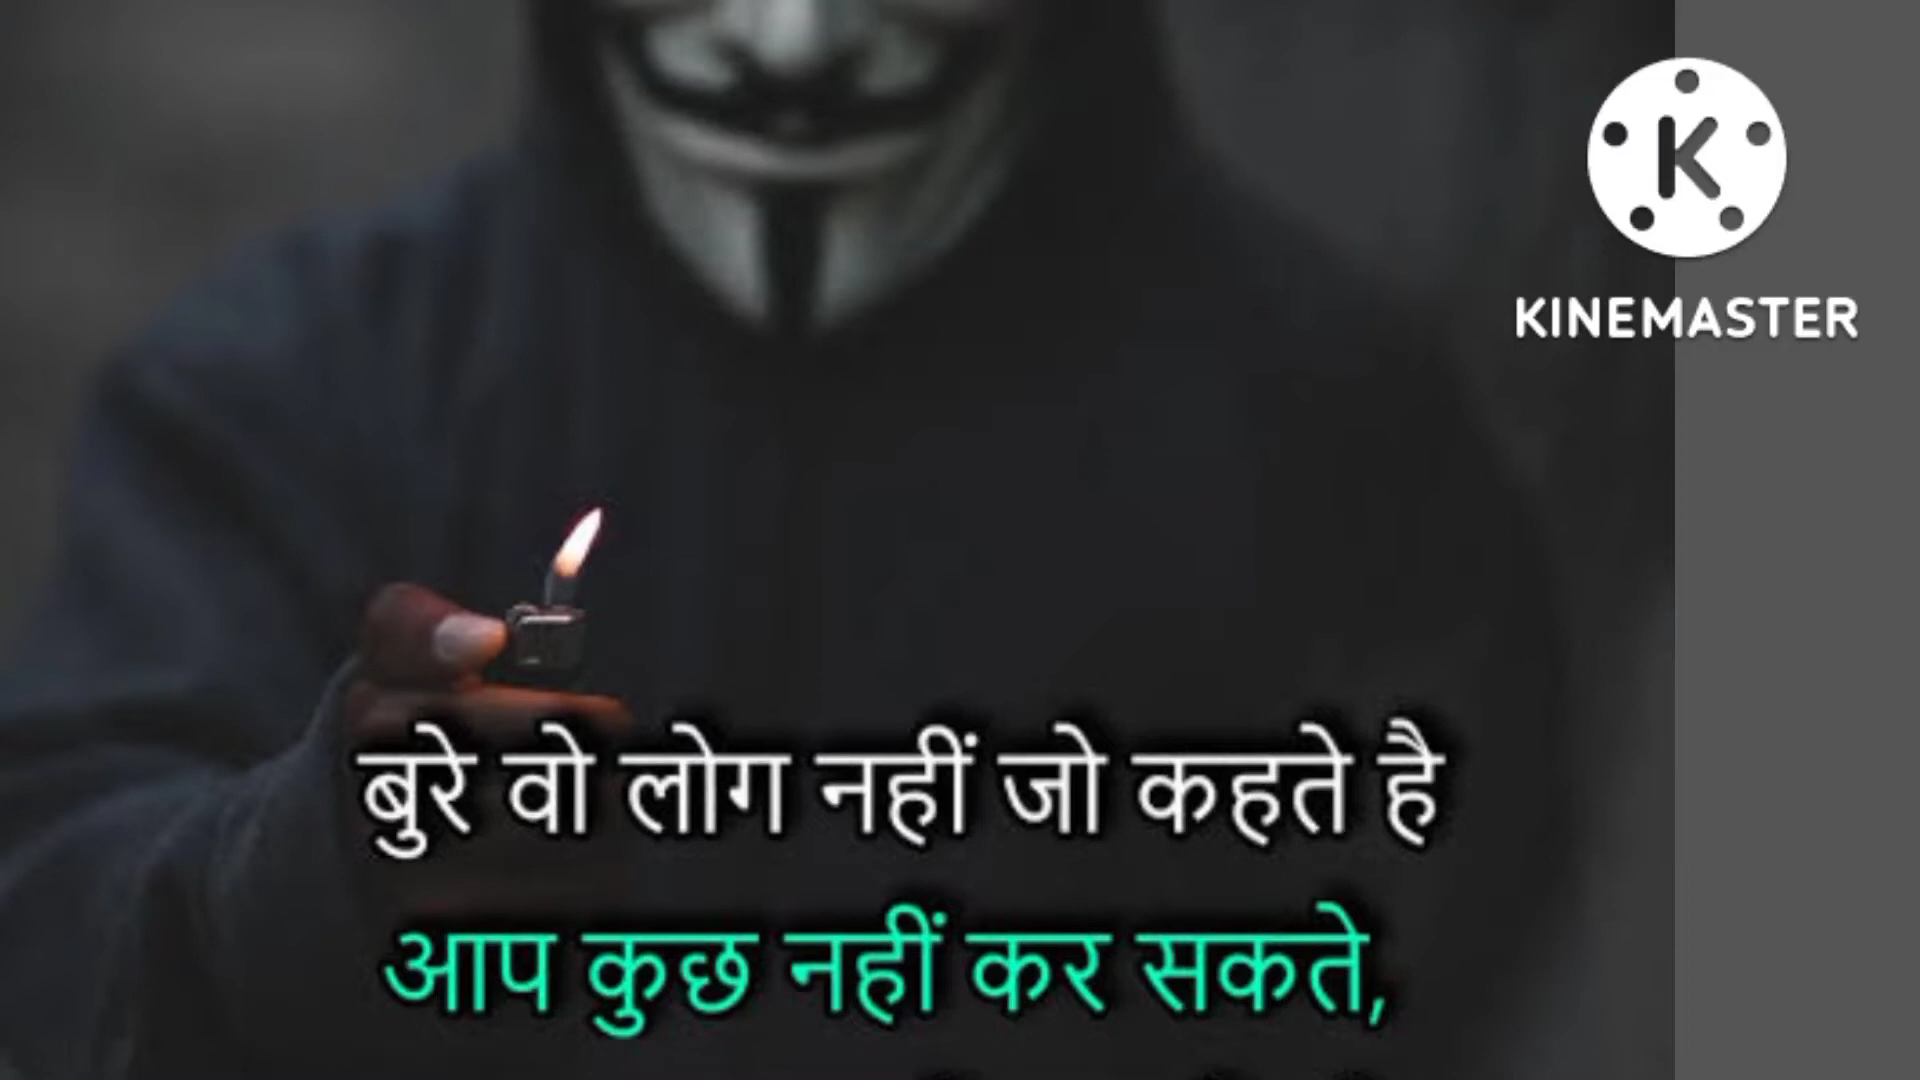 KINEMASTER
बुरे वो लोग नहीं जो कहते है
आप कुछ नहीं कर सकते,